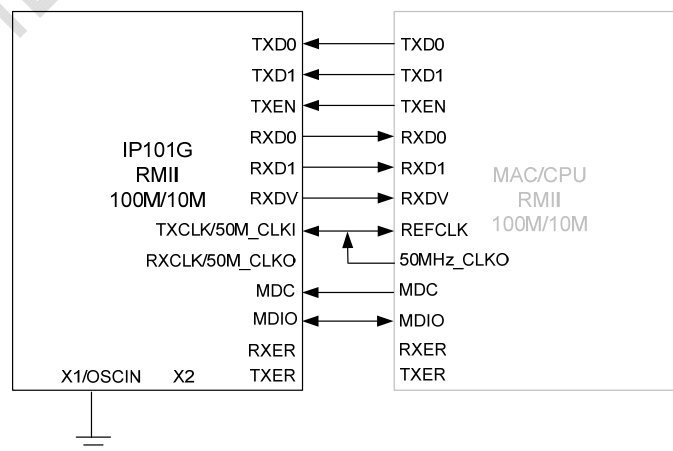 TXD0
TXD1
TXEN
RXD0
RXD1
RXDV
TXCLK/50M_CLKI
RXCLK/50M_CLKO
MDC
MDIO
RXER
TXER
IP101G
RMII
100M/10M
X1/OSCIN X2
TXD0
TXD1
TXEN
RXD0
RXD1
RXDV
REFCLK
50MHz_CLKO
MDC
MDIO
RXER
TXER
MAC/CPU
RMII
100M/10M